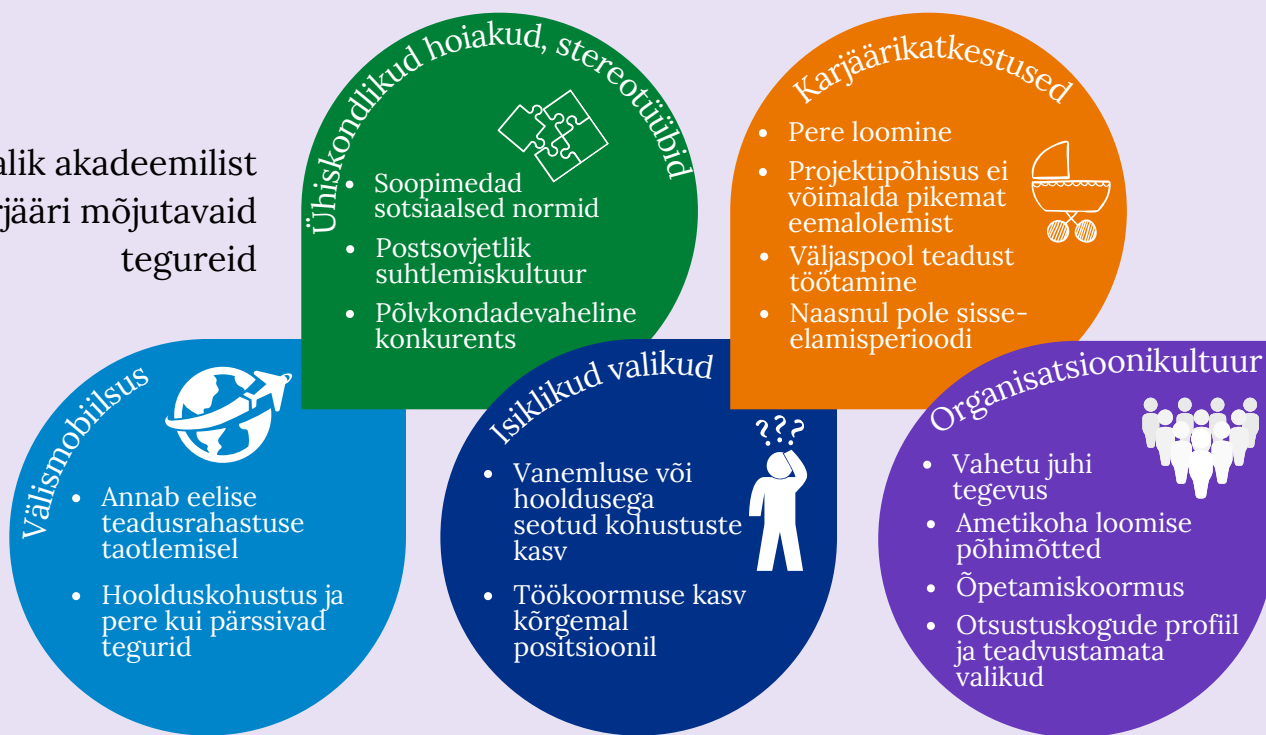 alik akadeemilist
rjääri mõjutavaid
tegureid
Ühiskondlikud hoiakud, stereotüübid
• Soopimedad
sotsiaalsed normid
• Postsovjetlik
suhtlemiskultuur
• Põlvkondadevaheline
konkurents
Karjäärikatkestused
• Pere loomine
• Projektipõhisus ei
võimalda pikemat
eemalolemist
• Väljaspool teadust
töötamine
• Naasnul pole sisse-
elamisperioodi
Välismobiilsus
• Annab eelise
teadusrahastuse
taotlemisel
• Hoolduskohustus ja
pere kui pärssivad
tegurid
Isiklikud valikud
???
• Vanemluse või
hooldusega
seotud kohustuste
kasv
• Töökoormuse kasv
kõrgemal
positsioonil
Organisatsioonikultuur
• Vahetu juhi
tegevus
• Ametikoha loomise
põhimõtted
• Õpetamiskoormus
• Otsustuskogude profiil
ja teadvustamata
valikud